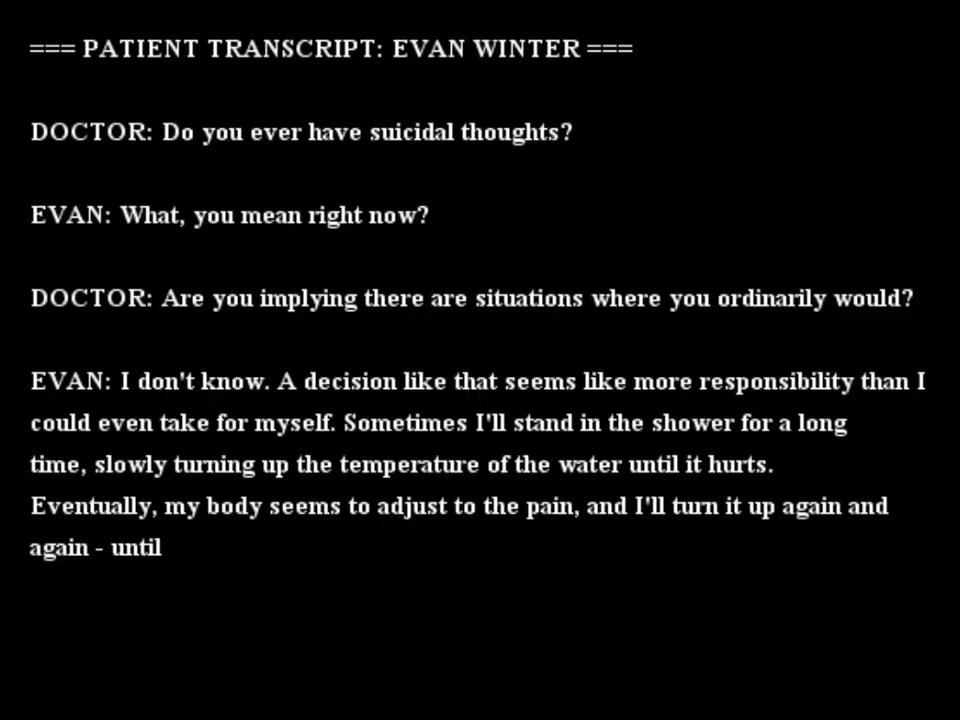 === PATIENT TRANSCRIPT: EVAN WINTER ===
DOCTOR: Do you ever have suicidal thoughts?
EVAN: What, you mean right now?
DOCTOR: Are you implying there are situations where you ordinarily would?
EVAN: I don't know. A decision like that seems like more responsibility than I
could even take for myself. Sometimes I'll stand in the shower for a long
time, slowly turning up the temperature of the water until it hurts.
Eventually, my body seems to adjust to the pain, and I'll turn it up again and
again - until